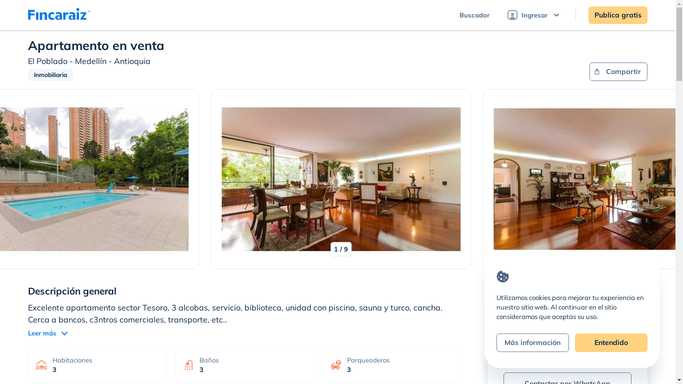 Fincaraiz
Buscador
Ingresar
Publica gratis
Apartamento en venta
El Poblado - Medellín - Antioquia
Inmobiliaria
Compartir
1 / 9
Descripción general
Excelente apartamento sector Tesoro, 3 alcobas, servicio, biblioteca, unidad con piscina, sauna y turco, cancha.
Cerca a bancos, c3ntros comerciales, transporte, etc..
Leer más
Habitaciones
3
Baños
3
Parqueaderos
3
Utilizamos cookies para mejorar tu experiencia en
nuestro sitio web. Al continuar en el sitio
consideramos que aceptas su uso.
Más información
Entendido
Contactar por WhatsApp